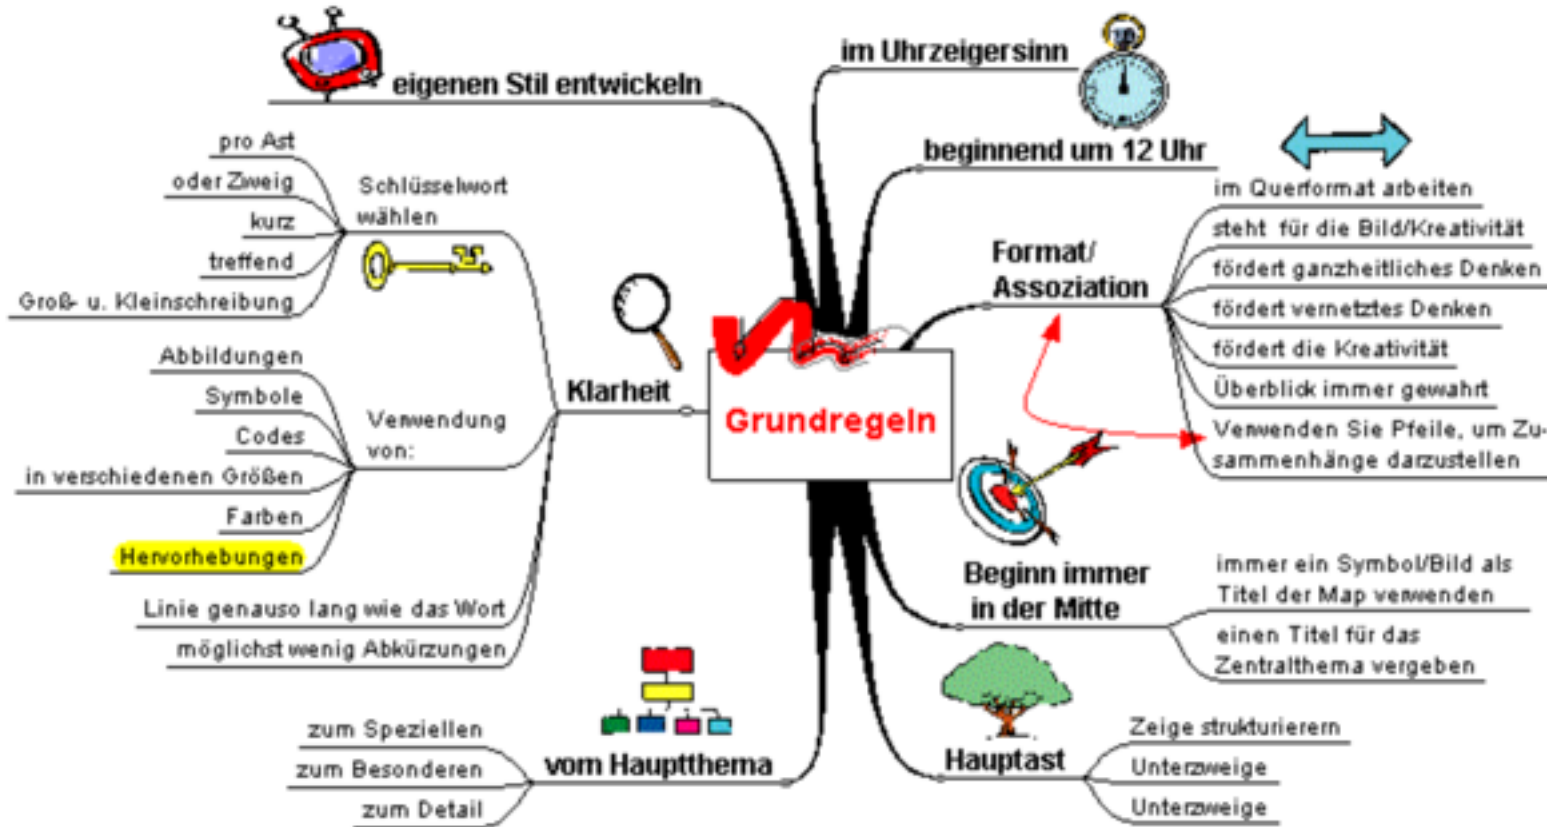 Grundregeln
im Uhrzeigersinn
beginnend um 12 Uhr
Format/
Assoziation
im Querformat arbeiten
steht für die Bild/Kreativität
fördert ganzheitliches Denken
fördert vernetztes Denken
fördert die Kreativität
Überblick immer gewahrt
Verwenden Sie Pfeile, um Zu-
sammenhänge darzustellen
Beginn immer
in der Mitte
immer ein Symbol/Bild als
Titel der Map verwenden
einen Titel für das
Zentralthema vergeben
Hauptast
Zeige strukturierern
Unterzweige
Unterzweige
vom Hauptthema
zum Speziellen
zum Besonderen
zum Detail
Klarheit
Schlüsselwort
wählen
pro Ast
oder Zweig
kurz
treffend
Groß- u. Kleinschreibung
Verwendung
von:
Abbildungen
Symbole
Codes
in verschiedenen Größen
Farben
Hervorhebungen
Linie genauso lang wie das Wort
möglichst wenig Abkürzungen
eigenen Stil entwickeln